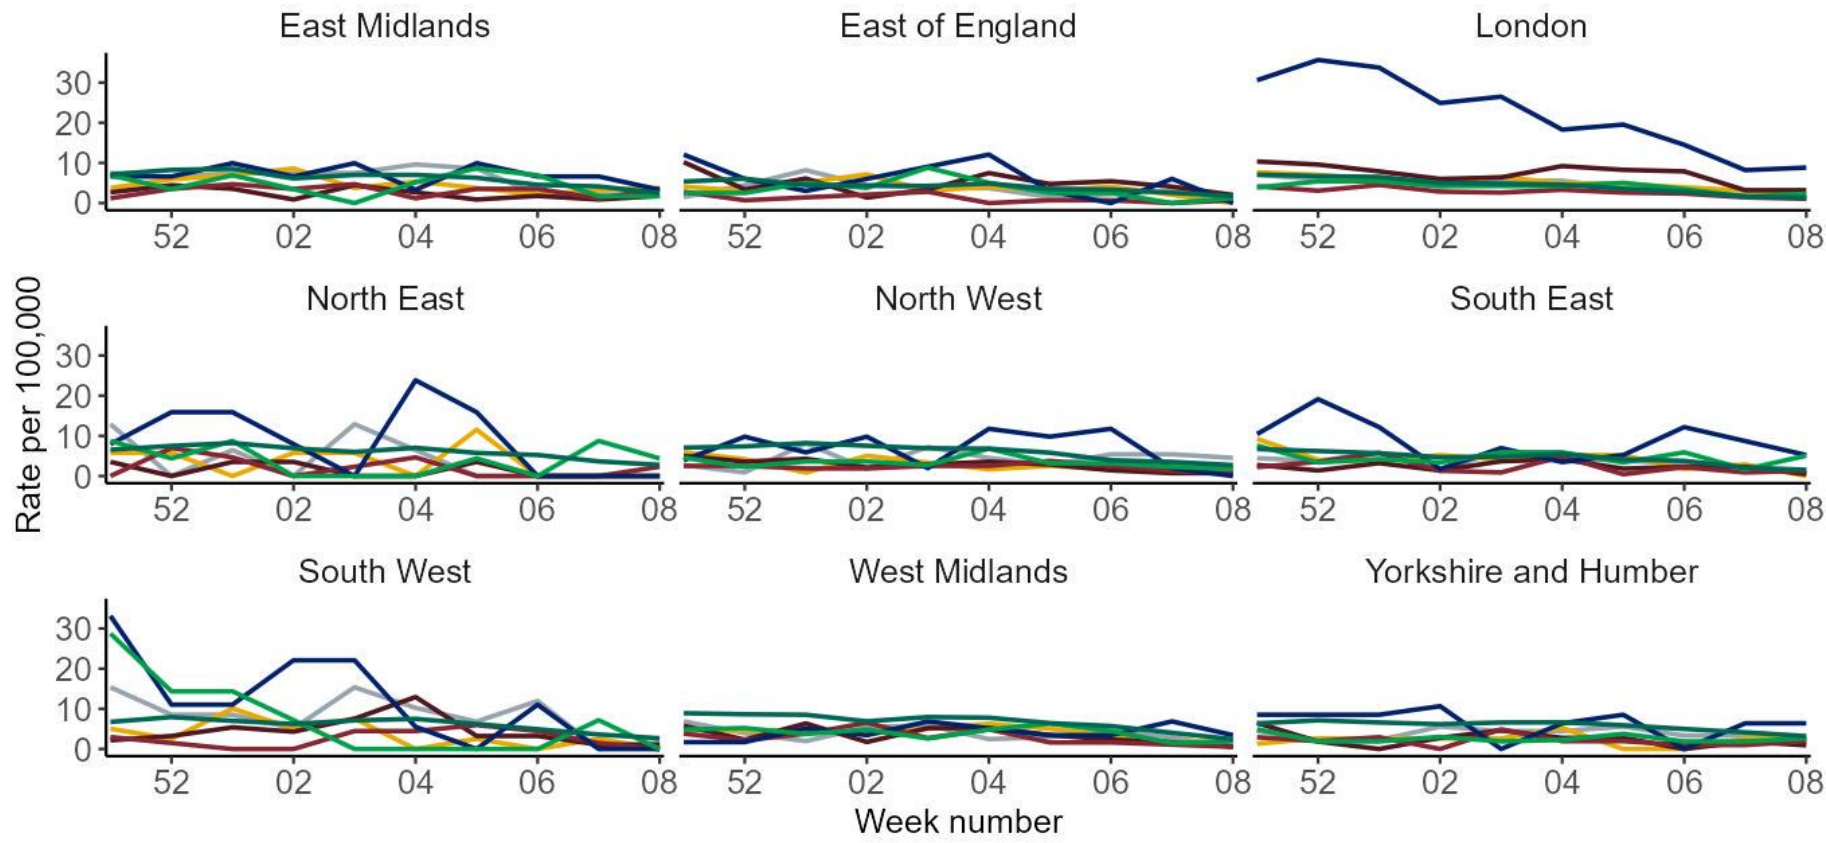 East Midlands East of England London
30
20
10
0
52 02 04 06 08 52 02 04 06 08 52 02 04 06 08
North East North West South East
Rate per 100,000
30
20
10
0
52 02 04 06 08 52 02 04 06 08 52 02 04 06 08
South West West Midlands Yorkshire and Humber
30
20
10
0
52 02 04 06 08 52 02 04 06 08 52 02 04 06 08
Week number